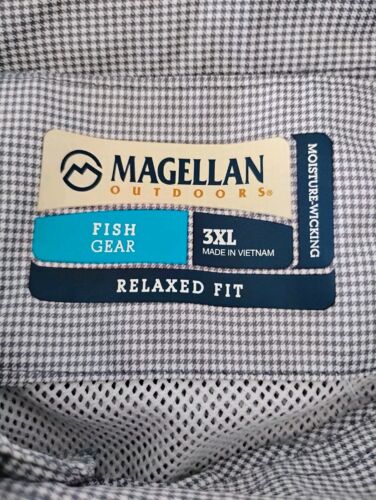 MAGELLAN
OUTDOORS®
FISH
GEAR
3XL
MADE IN VIETNAM
MOISTURE-WICKING
RELAXED FIT